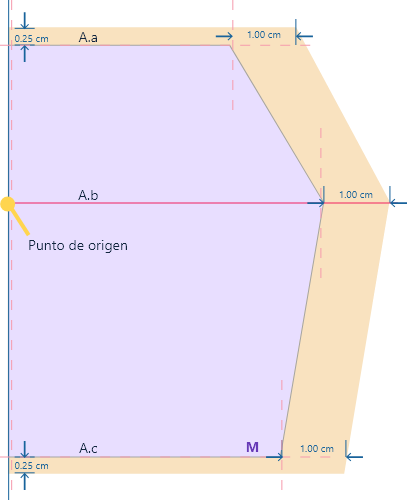 0.25 cm
A.a
1.00 cm
A.b
1.00 cm
Punto de origen
A.c
M
1.00 cm
0.25 cm